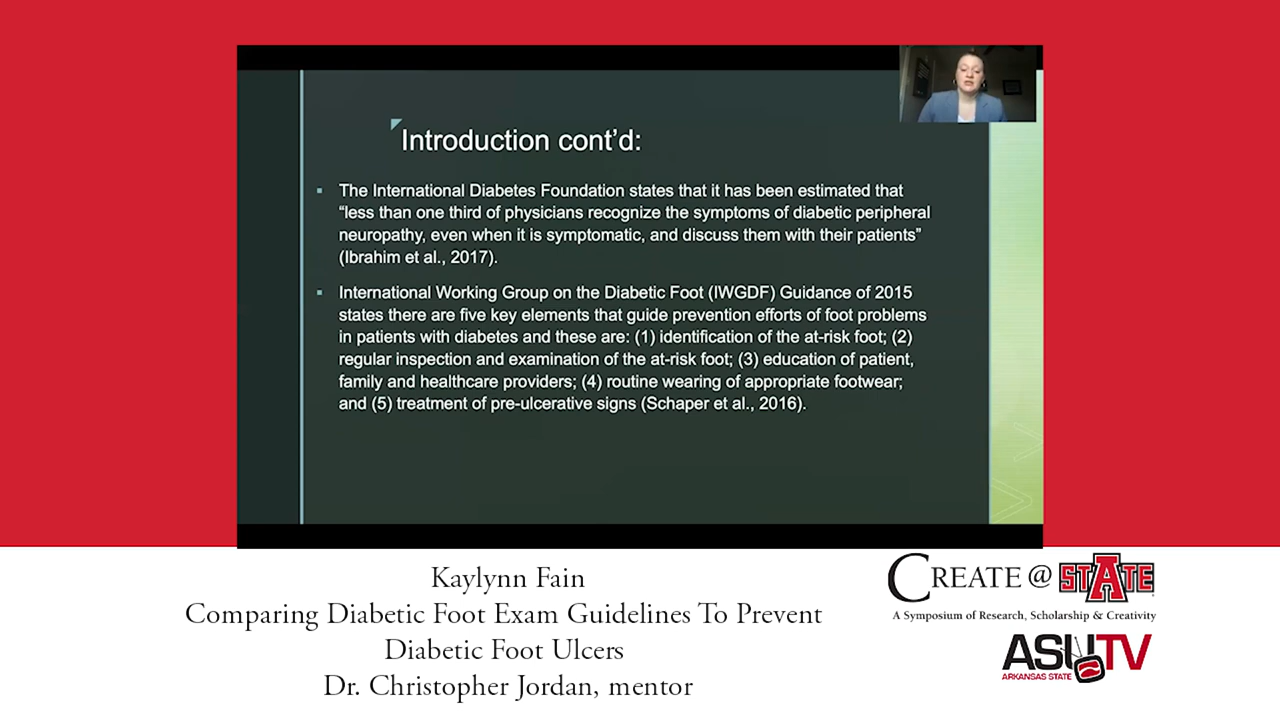 Introduction cont’d:
▪ The International Diabetes Foundation states that it has been estimated that
“less than one third of physicians recognize the symptoms of diabetic peripheral
neuropathy, even when it is symptomatic, and discuss them with their patients”
(Ibrahim et al., 2017).
▪ International Working Group on the Diabetic Foot (IWGDF) Guidance of 2015
states there are five key elements that guide prevention efforts of foot problems
in patients with diabetes and these are: (1) identification of the at-risk foot; (2)
regular inspection and examination of the at-risk foot; (3) education of patient,
family and healthcare providers; (4) routine wearing of appropriate footwear;
and (5) treatment of pre-ulcerative signs (Schaper et al., 2016).
Kaylynn Fain
Comparing Diabetic Foot Exam Guidelines To Prevent
Diabetic Foot Ulcers
Dr. Christopher Jordan, mentor
CREATE @ STATE
A Symposium of Research, Scholarship & Creativity
ASUTV
ARKANSAS STATE